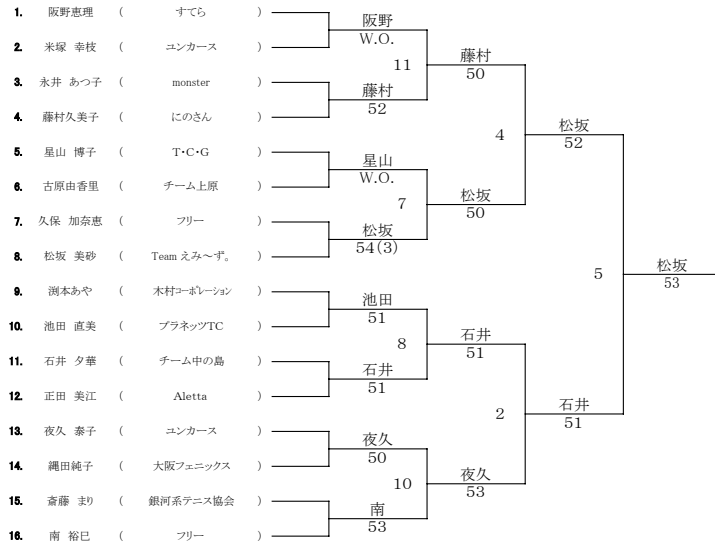 1. 阪野恵理 ( すてら )
2. 米塚 幸枝 ( ユンカース )
3. 永井 あつ子 ( monster )
4. 藤村久美子 ( にのさん )
5. 星山 博子 ( T・C・G )
6. 古原由香里 ( チーム上原 )
7. 久保 加奈恵 ( フリー )
8. 松坂 美砂 ( Team えみ～ず。 )
9. 渕本あや ( 木村コーポレーション )
10. 池田 直美 ( プラネッツTC )
11. 石井 夕華 ( チーム中の島 )
12. 正田 美江 ( Aletta )
13. 夜久 泰子 ( ユンカース )
14. 縄田純子 ( 大阪フェニックス )
15. 斎藤 まり ( 銀河系テニス協会 )
16. 南 裕巳 ( フリー )
阪野
W.O.
11
藤村
52
星山
W.O.
7
松坂
54(3)
池田
51
8
石井
51
夜久
50
10
南
53
藤村
50
4
松坂
50
石井
51
2
夜久
53
松坂
52
5
石井
51
松坂
53